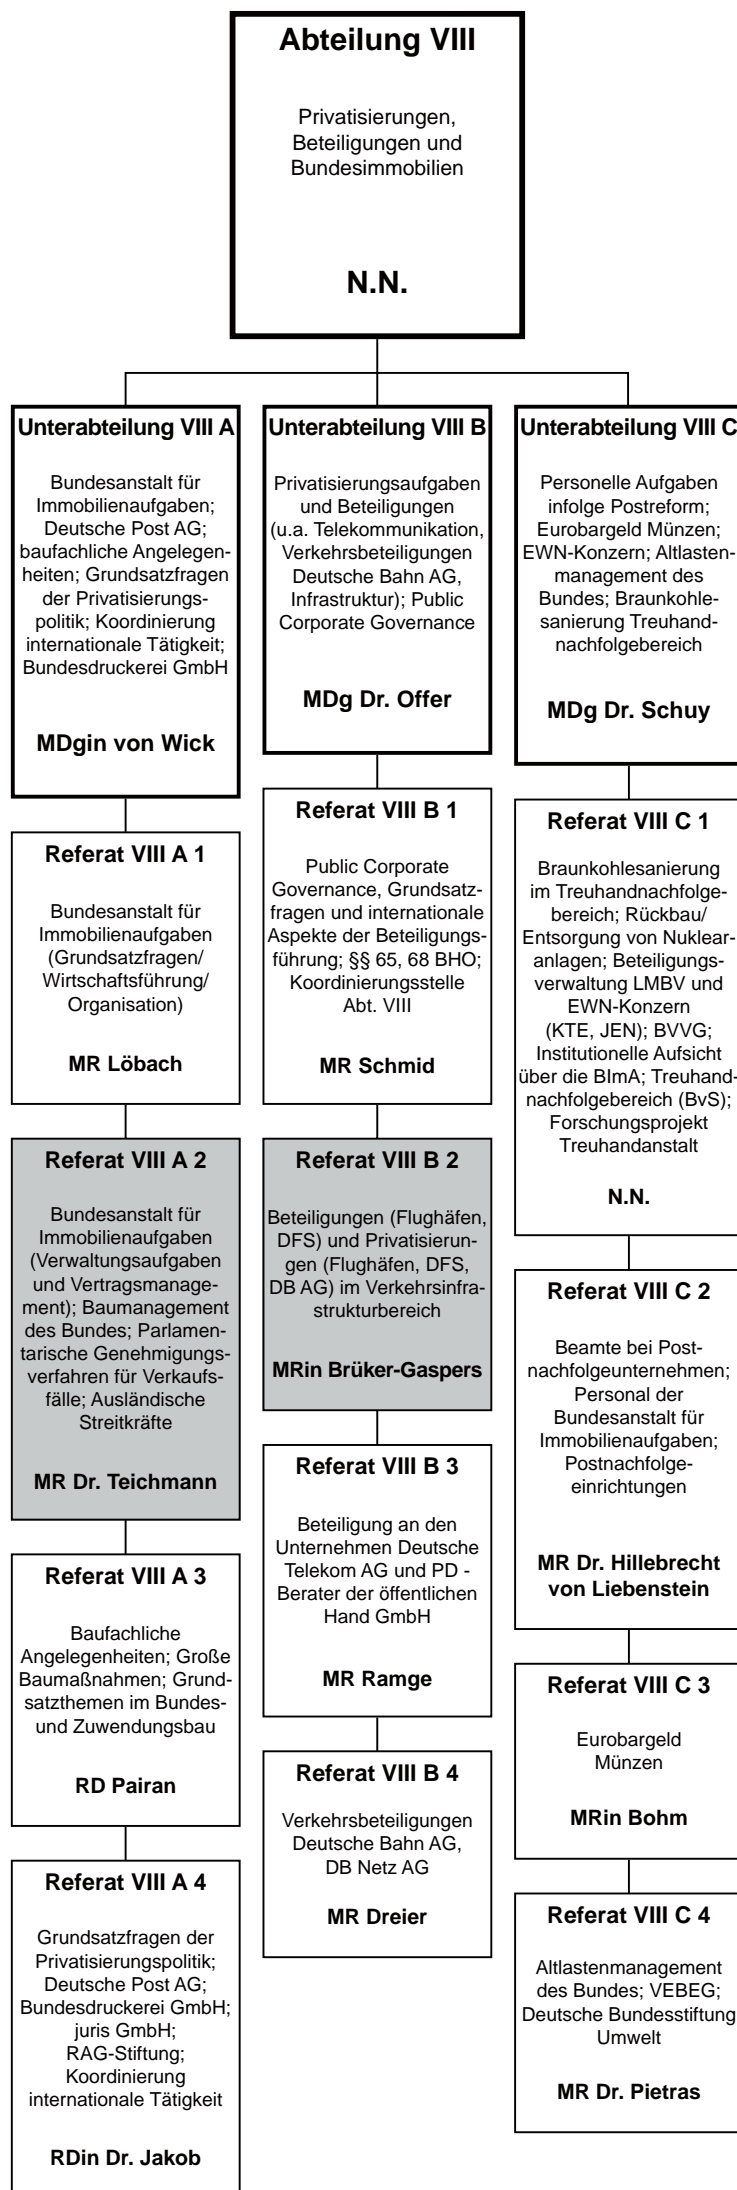 Abteilung VIII
Privatisierungen,
Beteiligungen und
Bundesimmobilien
N.N.
Unterabteilung VIII A
Bundesanstalt für
Immobilienaufgaben;
Deutsche Post AG;
baufachliche Angelegen-
heiten; Grundsatzfragen
der Privatisierungs-
politik; Koordinierung
internationale Tätigkeit;
Bundesdruckerei GmbH
MDgin von Wick
Referat VIII A 1
Bundesanstalt für
Immobilienaufgaben
(Grundsatzfragen/
Wirtschaftsführung/
Organisation)
MR Löbach
Referat VIII A 2
Bundesanstalt für
Immobilienaufgaben
(Verwaltungsaufgaben
und Vertragsmanage-
ment); Baumanagement
des Bundes; Parlamen-
tarische Genehmigungs-
verfahren für Verkaufs-
fälle; Ausländische
Streitkräfte
MR Dr. Teichmann
Referat VIII A 3
Baufachliche
Angelegenheiten; Große
Baumaßnahmen; Grund-
satzthemen im Bundes-
und Zuwendungsbau
RD Pairan
Referat VIII A 4
Grundsatzfragen der
Privatisierungspolitik;
Deutsche Post AG;
Bundesdruckerei GmbH;
juris GmbH;
RAG-Stiftung;
Koordinierung
internationale Tätigkeit
RDin Dr. Jakob
Unterabteilung VIII B
Privatisierungsaufgaben
und Beteiligungen
(u.a. Telekommunikation,
Verkehrsbeteiligungen
Deutsche Bahn AG,
Infrastruktur); Public
Corporate Governance
MDg Dr. Offer
Referat VIII B 1
Public Corporate
Governance, Grundsatz-
fragen und internationale
Aspekte der Beteiligungs-
führung; §§ 65, 68 BHO;
Koordinierungsstelle
Abt. VIII
MR Schmid
Referat VIII B 2
Beteiligungen (Flughäfen,
DFS) und Privatisierun-
gen (Flughäfen, DFS,
DB AG) im Verkehrsinfra-
strukturbereich
MRin Brüker-Gaspers
Referat VIII B 3
Beteiligung an den
Unternehmen Deutsche
Telekom AG und PD -
Berater der öffentlichen
Hand GmbH
MR Ramge
Referat VIII B 4
Verkehrsbeteiligungen
Deutsche Bahn AG,
DB Netz AG
MR Dreier
Unterabteilung VIII C
Personelle Aufgaben
infolge Postreform;
Eurobargeld Münzen;
EWN-Konzern; Altlasten-
management des
Bundes; Braunkohle-
sanierung Treuhand-
nachfolgebereich
MDg Dr. Schuy
Referat VIII C 1
Braunkohlesanierung
im Treuhandnachfolge-
bereich; Rückbau/
Entsorgung von Nuklear-
anlagen; Beteiligungs-
verwaltung LMBV und
EWN-Konzern
(KTE, JEN); BVVG;
Institutionelle Aufsicht
über die BImA; Treuhand-
nachfolgebereich (BvS);
Forschungsprojekt
Treuhandanstalt
N.N.
Referat VIII C 2
Beamte bei Post-
nachfolgeunternehmen;
Personal der
Bundesanstalt für
Immobilienaufgaben;
Postnachfolge-
einrichtungen
MR Dr. Hillebrecht
von Liebenstein
Referat VIII C 3
Eurobargeld
Münzen
MRin Bohm
Referat VIII C 4
Altlastenmanagement
des Bundes; VEBEG;
Deutsche Bundesstiftung
Umwelt
MR Dr. Pietras